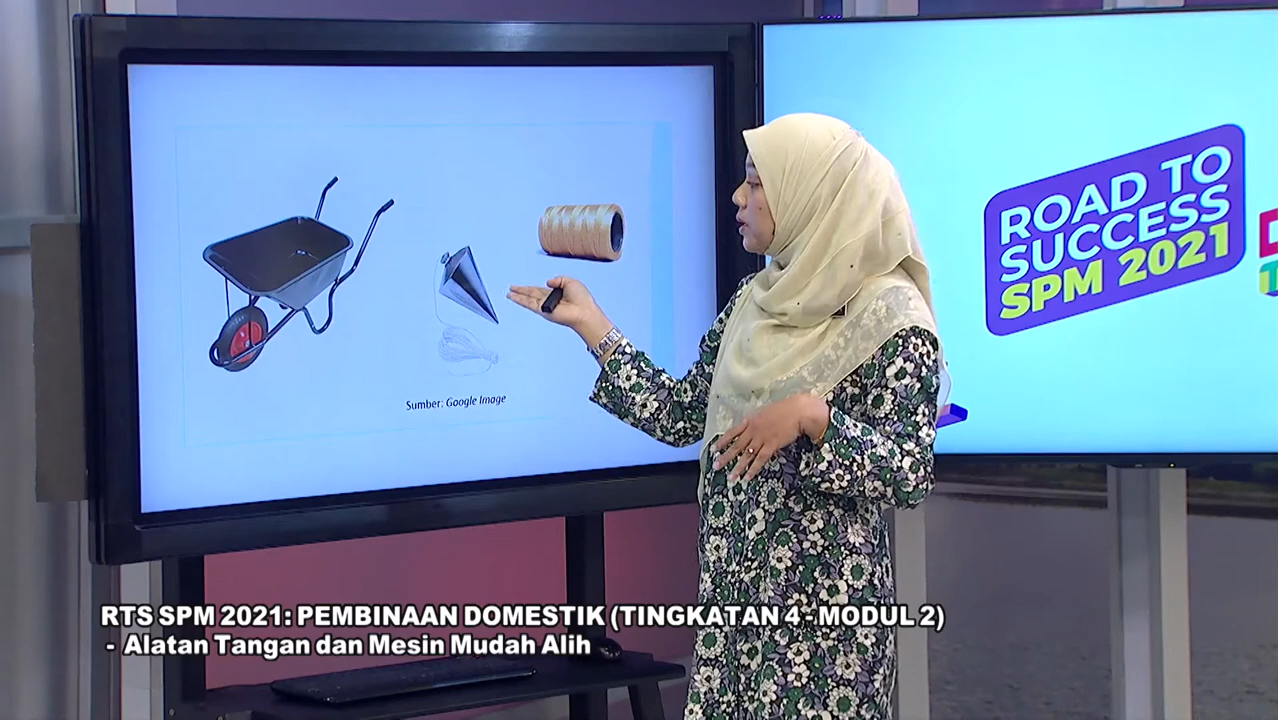 Sumber: Google Image
ROAD TO
SUCCESS
SPM 2021
RTS SPM 2021: PEMBINAAN DOMESTIK (TINGKATAN 4 - MODUL 2)
- Alatan Tangan dan Mesin Mudah Alih